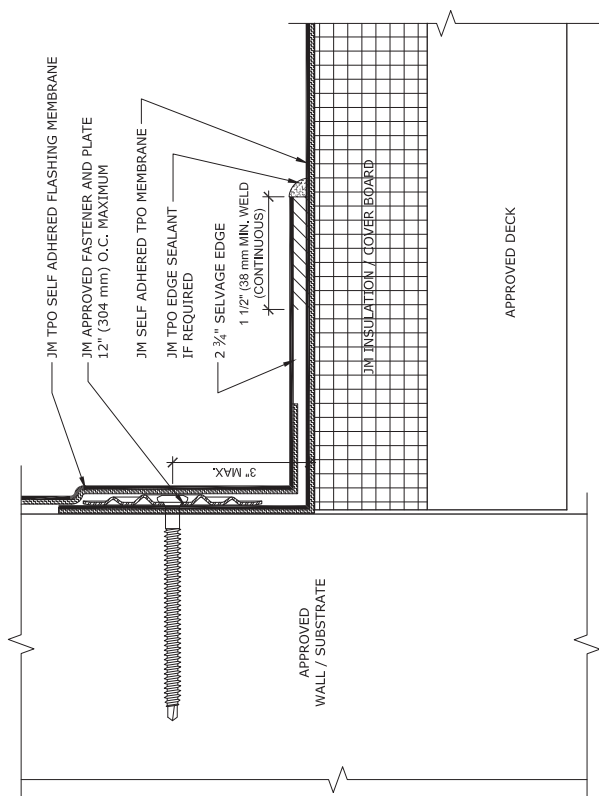 JM TPO SELF ADHERED FLASHING MEMBRANE
JM APPROVED FASTENER AND PLATE
12" (304 mm) O.C. MAXIMUM
JM SELF ADHERED TPO MEMBRANE
JM TPO EDGE SEALANT
IF REQUIRED
2 ¾" SELVAGE EDGE
1 1/2" (38 mm MIN. WELD
(CONTINUOUS)
3" MAX.
JM INSULATION / COVER BOARD
APPROVED DECK
APPROVED
WALL / SUBSTRATE